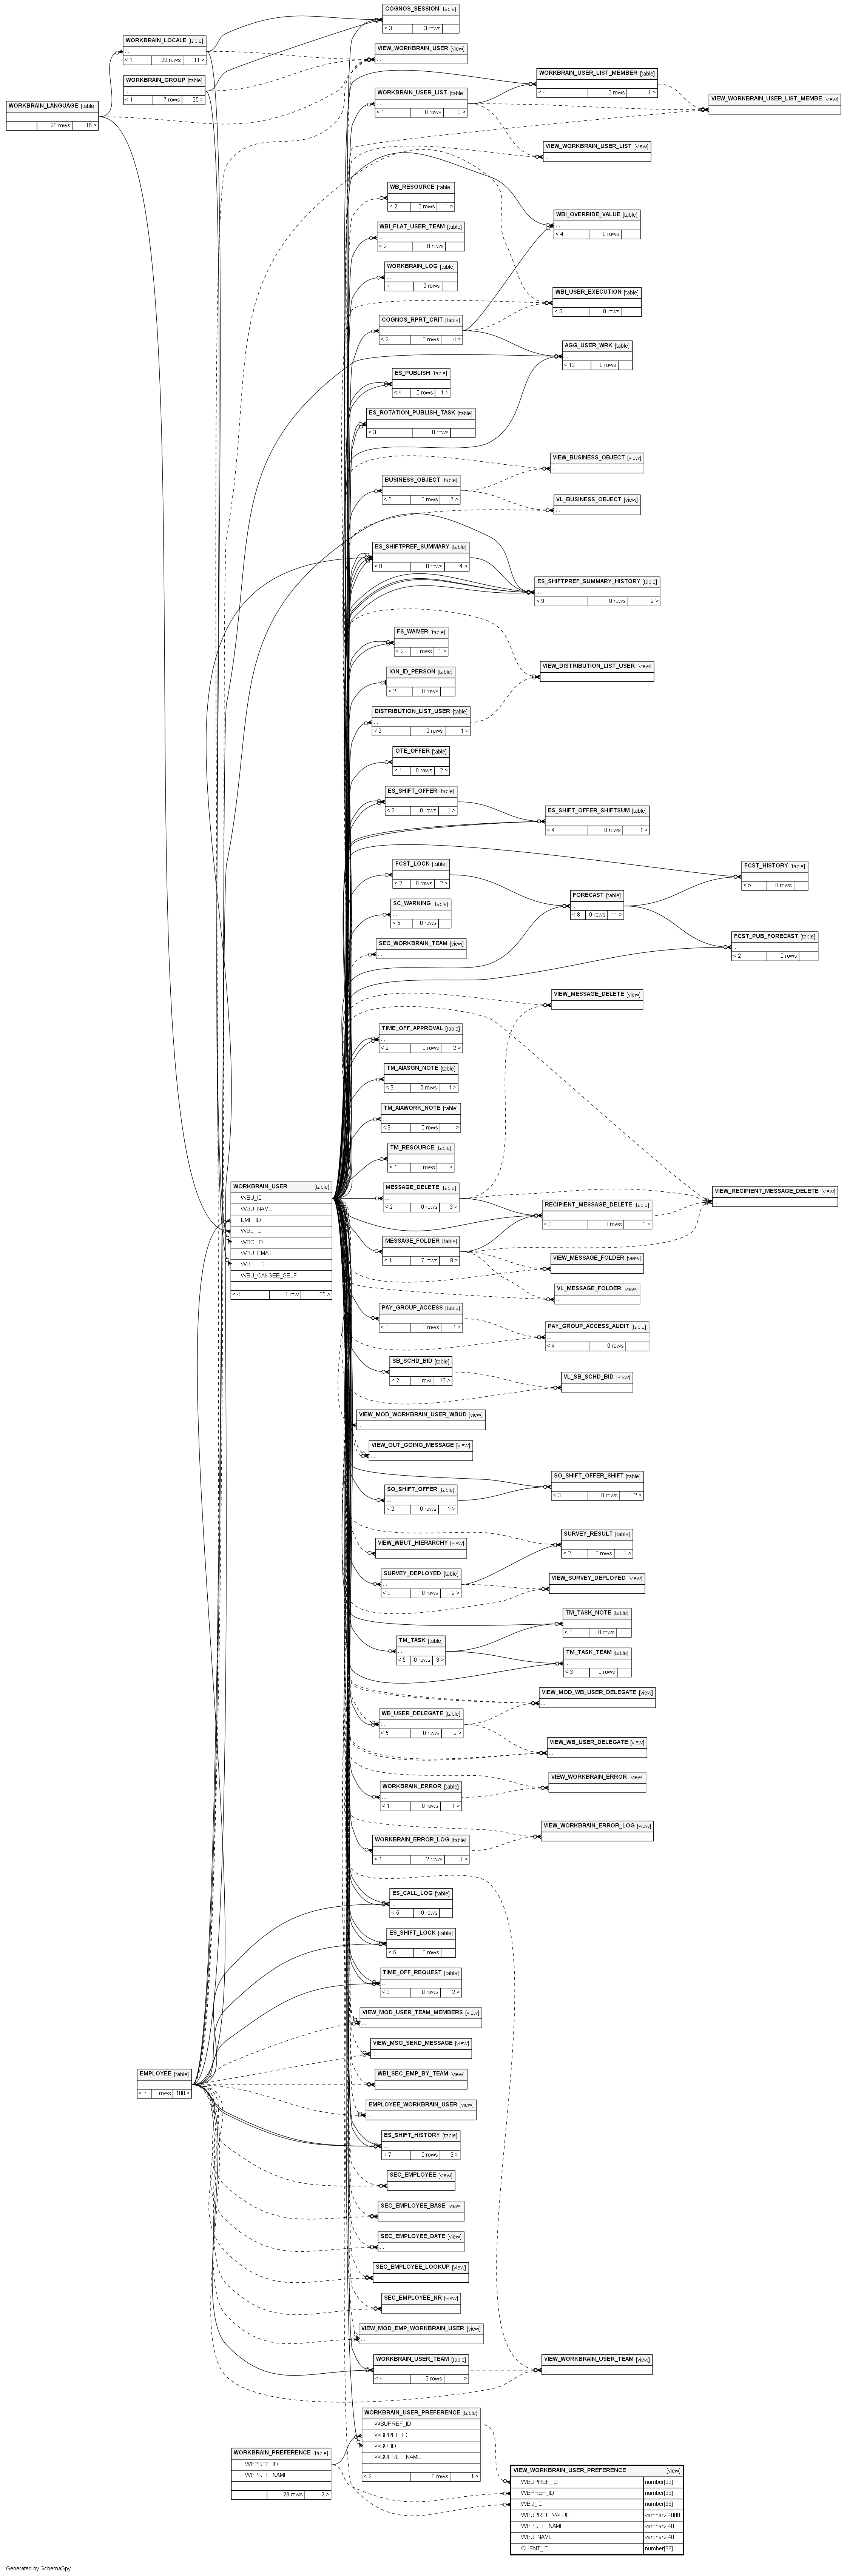 COGNOS_SESSION [table]
...
< 3 3 rows
WORKBRAIN_LOCALE [table]
...
< 1 20 rows 11 >
VIEW_WORKBRAIN_USER [view]
...
WORKBRAIN_GROUP [table]
...
< 1 7 rows 25 >
WORKBRAIN_LANGUAGE [table]
...
20 rows 16 >
WORKBRAIN_USER_LIST [table]
...
< 1 0 rows 3 >
WORKBRAIN_USER_LIST_MEMBER [table]
...
< 4 0 rows 1 >
VIEW_WORKBRAIN_USER_LIST_MEMBE [view]
...
VIEW_WORKBRAIN_USER_LIST [view]
...
WB_RESOURCE [table]
...
< 2 0 rows 1 >
WBI_OVERRIDE_VALUE [table]
...
< 4 0 rows
WBI_FLAT_USER_TEAM [table]
...
< 2 0 rows
WORKBRAIN_LOG [table]
...
< 1 0 rows
WBI_USER_EXECUTION [table]
...
< 5 0 rows
COGNOS_RPRT_CRIT [table]
...
< 2 0 rows 4 >
AGG_USER_WRK [table]
...
< 13 0 rows
ES_PUBLISH [table]
...
< 4 0 rows 1 >
ES_ROTATION_PUBLISH_TASK [table]
...
< 3 0 rows
VIEW_BUSINESS_OBJECT [view]
...
BUSINESS_OBJECT [table]
...
< 5 0 rows 7 >
VL_BUSINESS_OBJECT [view]
...
ES_SHIFTPREF_SUMMARY [table]
...
< 8 0 rows 4 >
ES_SHIFTPREF_SUMMARY_HISTORY [table]
...
< 9 0 rows 2 >
FS_WAIVER [table]
...
< 2 0 rows 1 >
VIEW_DISTRIBUTION_LIST_USER [view]
...
ION_ID_PERSON [table]
...
< 2 0 rows
DISTRIBUTION_LIST_USER [table]
...
< 2 0 rows 1 >
OTE_OFFER [table]
...
< 1 0 rows 2 >
ES_SHIFT_OFFER [table]
...
< 2 0 rows 1 >
ES_SHIFT_OFFER_SHIFTSUM [table]
...
< 4 0 rows 1 >
FCST_LOCK [table]
...
< 2 0 rows 2 >
FCST_HISTORY [table]
...
< 5 0 rows
FORECAST [table]
...
< 8 0 rows 11 >
SC_WARNING [table]
...
< 5 0 rows
FCST_PUB_FORECAST [table]
...
< 2 0 rows
SEC_WORKBRAIN_TEAM [view]
...
VIEW_MESSAGE_DELETE [view]
...
TIME_OFF_APPROVAL [table]
...
< 2 0 rows 2 >
TM_AIASGN_NOTE [table]
...
< 3 0 rows 1 >
TM_AIAWORK_NOTE [table]
...
< 3 0 rows 1 >
TM_RESOURCE [table]
...
< 1 0 rows 3 >
WORKBRAIN_USER [table]
WBU_ID
WBU_NAME
EMP_ID
WBL_ID
WBG_ID
WBU_EMAIL
WBLL_ID
WBU_CANSEE_SELF
...
< 4 1 row 105 >
MESSAGE_DELETE [table]
...
< 2 0 rows 3 >
VIEW_RECIPIENT_MESSAGE_DELETE [view]
...
RECIPIENT_MESSAGE_DELETE [table]
...
< 3 0 rows 1 >
MESSAGE_FOLDER [table]
...
< 1 7 rows 8 >
VIEW_MESSAGE_FOLDER [view]
...
VL_MESSAGE_FOLDER [view]
...
PAY_GROUP_ACCESS [table]
...
< 3 0 rows 1 >
PAY_GROUP_ACCESS_AUDIT [table]
...
< 4 0 rows
SB_SCHD_BID [table]
...
< 2 1 row 13 >
VL_SB_SCHD_BID [view]
...
VIEW_MOD_WORKBRAIN_USER_WBUD [view]
...
VIEW_OUT_GOING_MESSAGE [view]
...
SO_SHIFT_OFFER_SHIFT [table]
...
< 3 0 rows 2 >
SO_SHIFT_OFFER [table]
...
< 2 0 rows 1 >
SURVEY_RESULT [table]
...
< 2 0 rows 1 >
VIEW_WBUT_HIERARCHY [view]
...
SURVEY_DEPLOYED [table]
...
< 3 0 rows 2 >
VIEW_SURVEY_DEPLOYED [view]
...
TM_TASK_NOTE [table]
...
< 3 0 rows
TM_TASK [table]
...
< 5 0 rows 3 >
TM_TASK_TEAM [table]
...
< 3 0 rows
VIEW_MOD_WB_USER_DELEGATE [view]
...
WB_USER_DELEGATE [table]
...
< 5 0 rows 2 >
VIEW_WB_USER_DELEGATE [view]
...
VIEW_WORKBRAIN_ERROR [view]
...
WORKBRAIN_ERROR [table]
...
< 1 0 rows 1 >
VIEW_WORKBRAIN_ERROR_LOG [view]
...
WORKBRAIN_ERROR_LOG [table]
...
< 1 2 rows 1 >
ES_CALL_LOG [table]
...
< 5 0 rows
ES_SHIFT_LOCK [table]
...
< 5 0 rows
TIME_OFF_REQUEST [table]
...
< 3 0 rows 2 >
VIEW_MOD_USER_TEAM_MEMBERS [view]
...
VIEW_MSG_SEND_MESSAGE [view]
...
EMPLOYEE [table]
...
< 8 3 rows 180 >
WBI_SEC_EMP_BY_TEAM [view]
...
EMPLOYEE_WORKBRAIN_USER [view]
...
ES_SHIFT_HISTORY [table]
...
< 7 0 rows 3 >
SEC_EMPLOYEE [view]
...
SEC_EMPLOYEE_BASE [view]
...
SEC_EMPLOYEE_DATE [view]
...
SEC_EMPLOYEE_LOOKUP [view]
...
SEC_EMPLOYEE_NR [view]
...
VIEW_MOD_EMP_WORKBRAIN_USER [view]
...
WORKBRAIN_USER_TEAM [table]
...
< 4 2 rows 1 >
VIEW_WORKBRAIN_USER_TEAM [view]
...
WORKBRAIN_USER_PREFERENCE [table]
WBUPREF_ID
WBPREF_ID
WBU_ID
WBUPREF_NAME
...
< 2 0 rows 1 >
WORKBRAIN_PREFERENCE [table]
WBPREF_ID
WBPREF_NAME
...
28 rows 2 >
VIEW_WORKBRAIN_USER_PREFERENCE [view]
WBUPREF_ID number[38]
WBPREF_ID number[38]
WBU_ID number[38]
WBUPREF_VALUE varchar2[4000]
WBPREF_NAME varchar2[40]
WBU_NAME varchar2[40]
CLIENT_ID number[38]
Generated by SchemaSpy